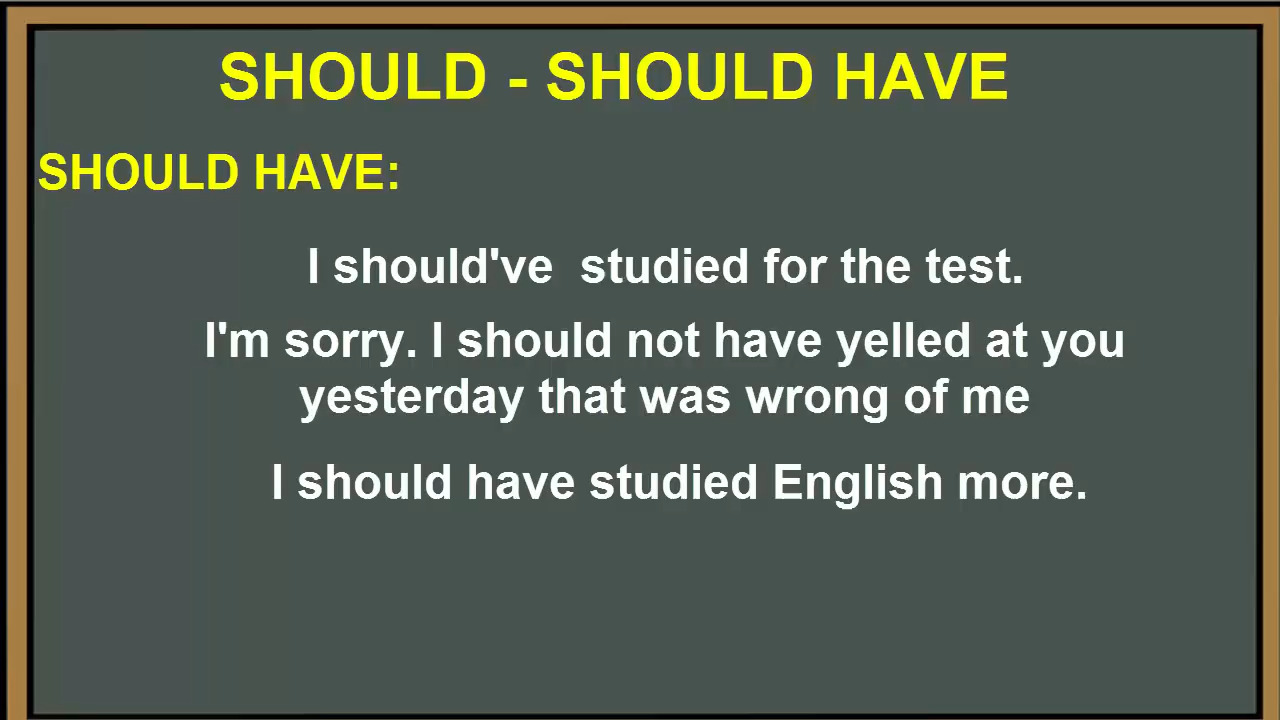 SHOULD - SHOULD HAVE
SHOULD HAVE:
I should've  studied for the test.
I'm sorry. I should not have yelled at you
yesterday that was wrong of me
I should have studied English more.